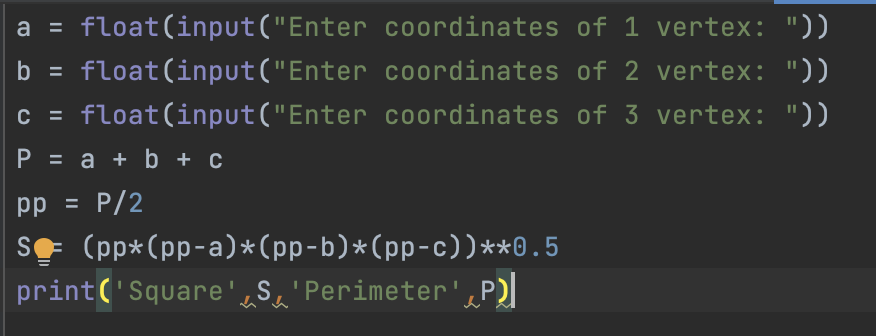 a = float(input("Enter coordinates of 1 vertex: "))
b = float(input("Enter coordinates of 2 vertex: "))
c = float(input("Enter coordinates of 3 vertex: "))
P = a + b + c
pp = P/2
S = (pp*(pp-a)*(pp-b)*(pp-c))**0.5
print('Square',S,'Perimeter',P)